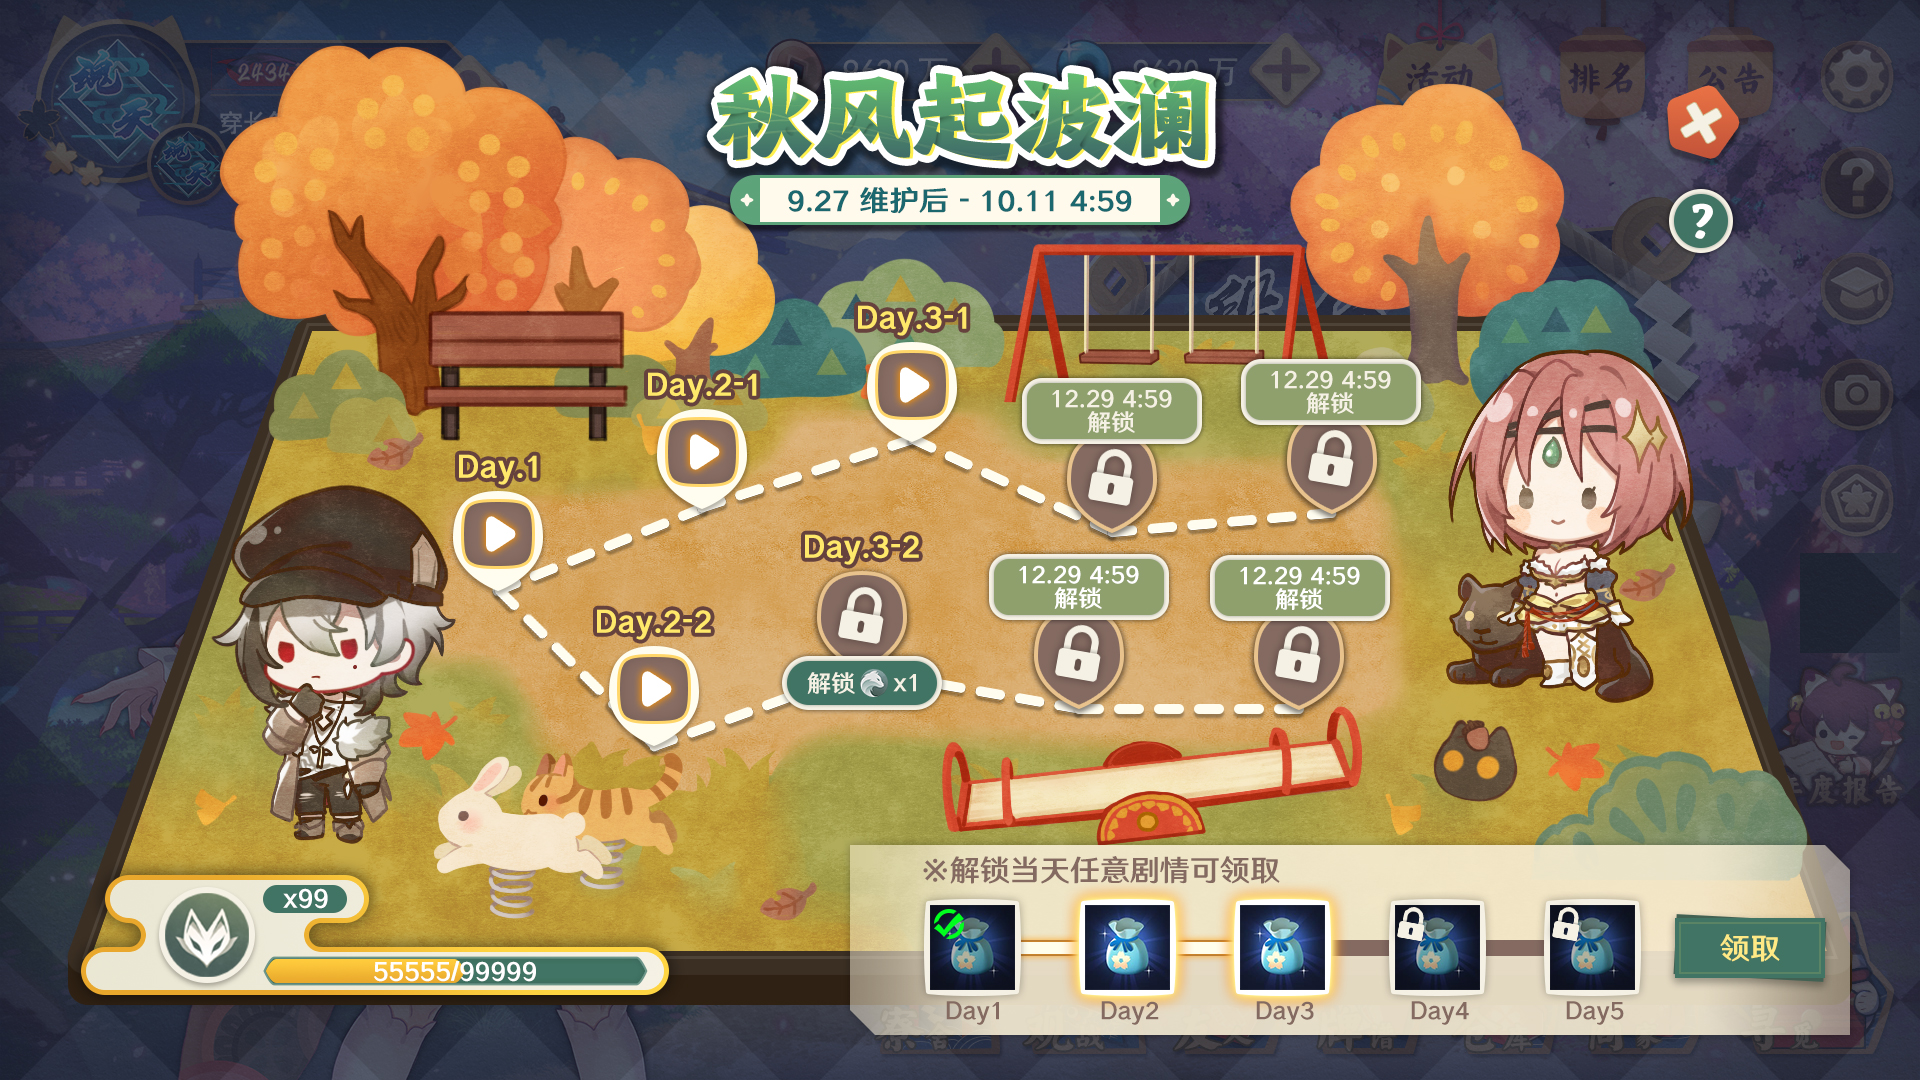 活动
排名
公告
秋风起波澜
9.27 维护后 - 10.11 4:59
Day.3-1
Day.2-1
12.29 4:59
解锁
12.29 4:59
解锁
Day.1
Day.3-2
12.29 4:59
解锁
12.29 4:59
解锁
Day.2-2
解锁 x1
年度报告
※解锁当天任意剧情可领取
x99
55555/99999
领取
Day1
Day2
Day3
Day4
Day5